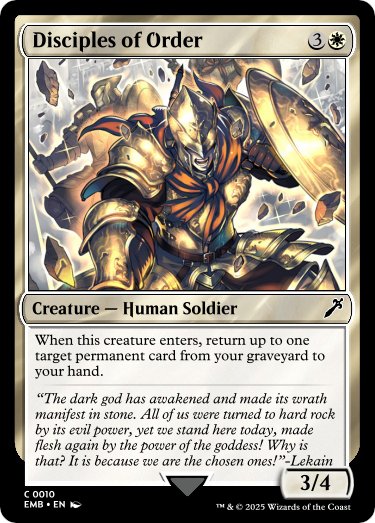 Disciples of Order 3
Creature — Human Soldier
When this creature enters, return up to one
target permanent card from your graveyard to
your hand.
“The dark god has awakened and made its wrath
manifest in stone. All of us were turned to hard rock
by its evil power, yet we stand here today, made
flesh again by the power of the goddess! Why is
that? It is because we are the chosen ones!”-Lekain
3/4
C 0010
EMB • EN
™ & © 2025 Wizards of the Coast